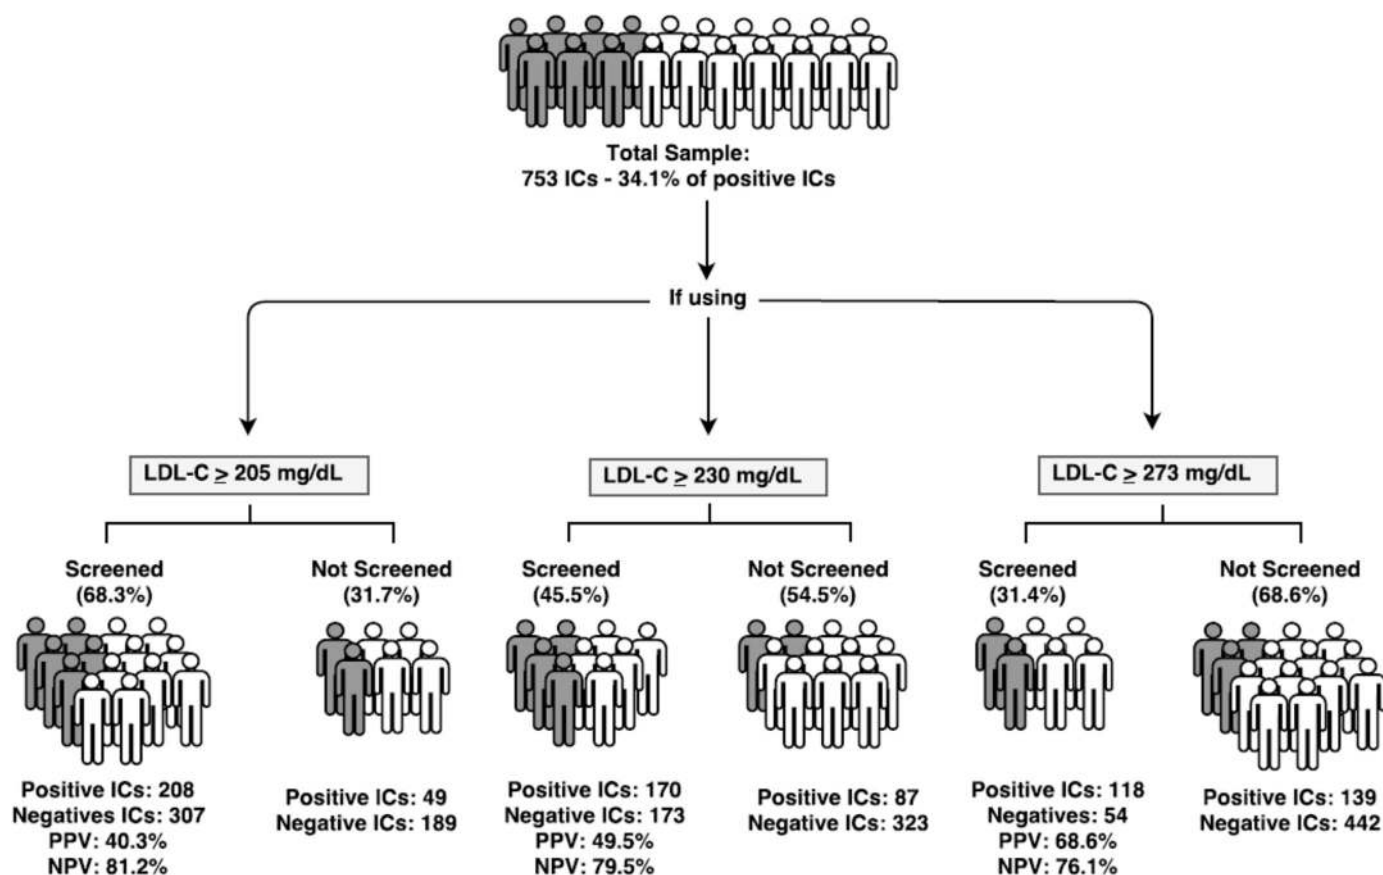 Total Sample:
753 ICs - 34.1% of positive ICs
If using
LDL-C ≥ 205 mg/dL
LDL-C ≥ 230 mg/dL
LDL-C ≥ 273 mg/dL
Screened
(68.3%)
Not Screened
(31.7%)
Screened
(45.5%)
Not Screened
(54.5%)
Screened
(31.4%)
Not Screened
(68.6%)
Positive ICs: 208
Negatives ICs: 307
PPV: 40.3%
NPV: 81.2%
Positive ICs: 49
Negative ICs: 189
Positive ICs: 170
Negative ICs: 173
PPV: 49.5%
NPV: 79.5%
Positive ICs: 87
Negative ICs: 323
Positive ICs: 118
Negatives: 54
PPV: 68.6%
NPV: 76.1%
Positive ICs: 139
Negative ICs: 442